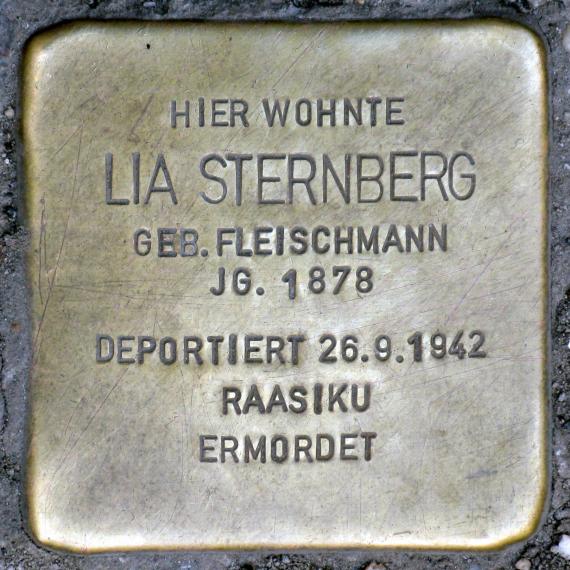 HIER WOHNTE
LIA STERNBERG
GEB. FLEISCHMANN
JG. 1878
DEPORTIERT 26.9.1942
RAASIKU
ERMORDET